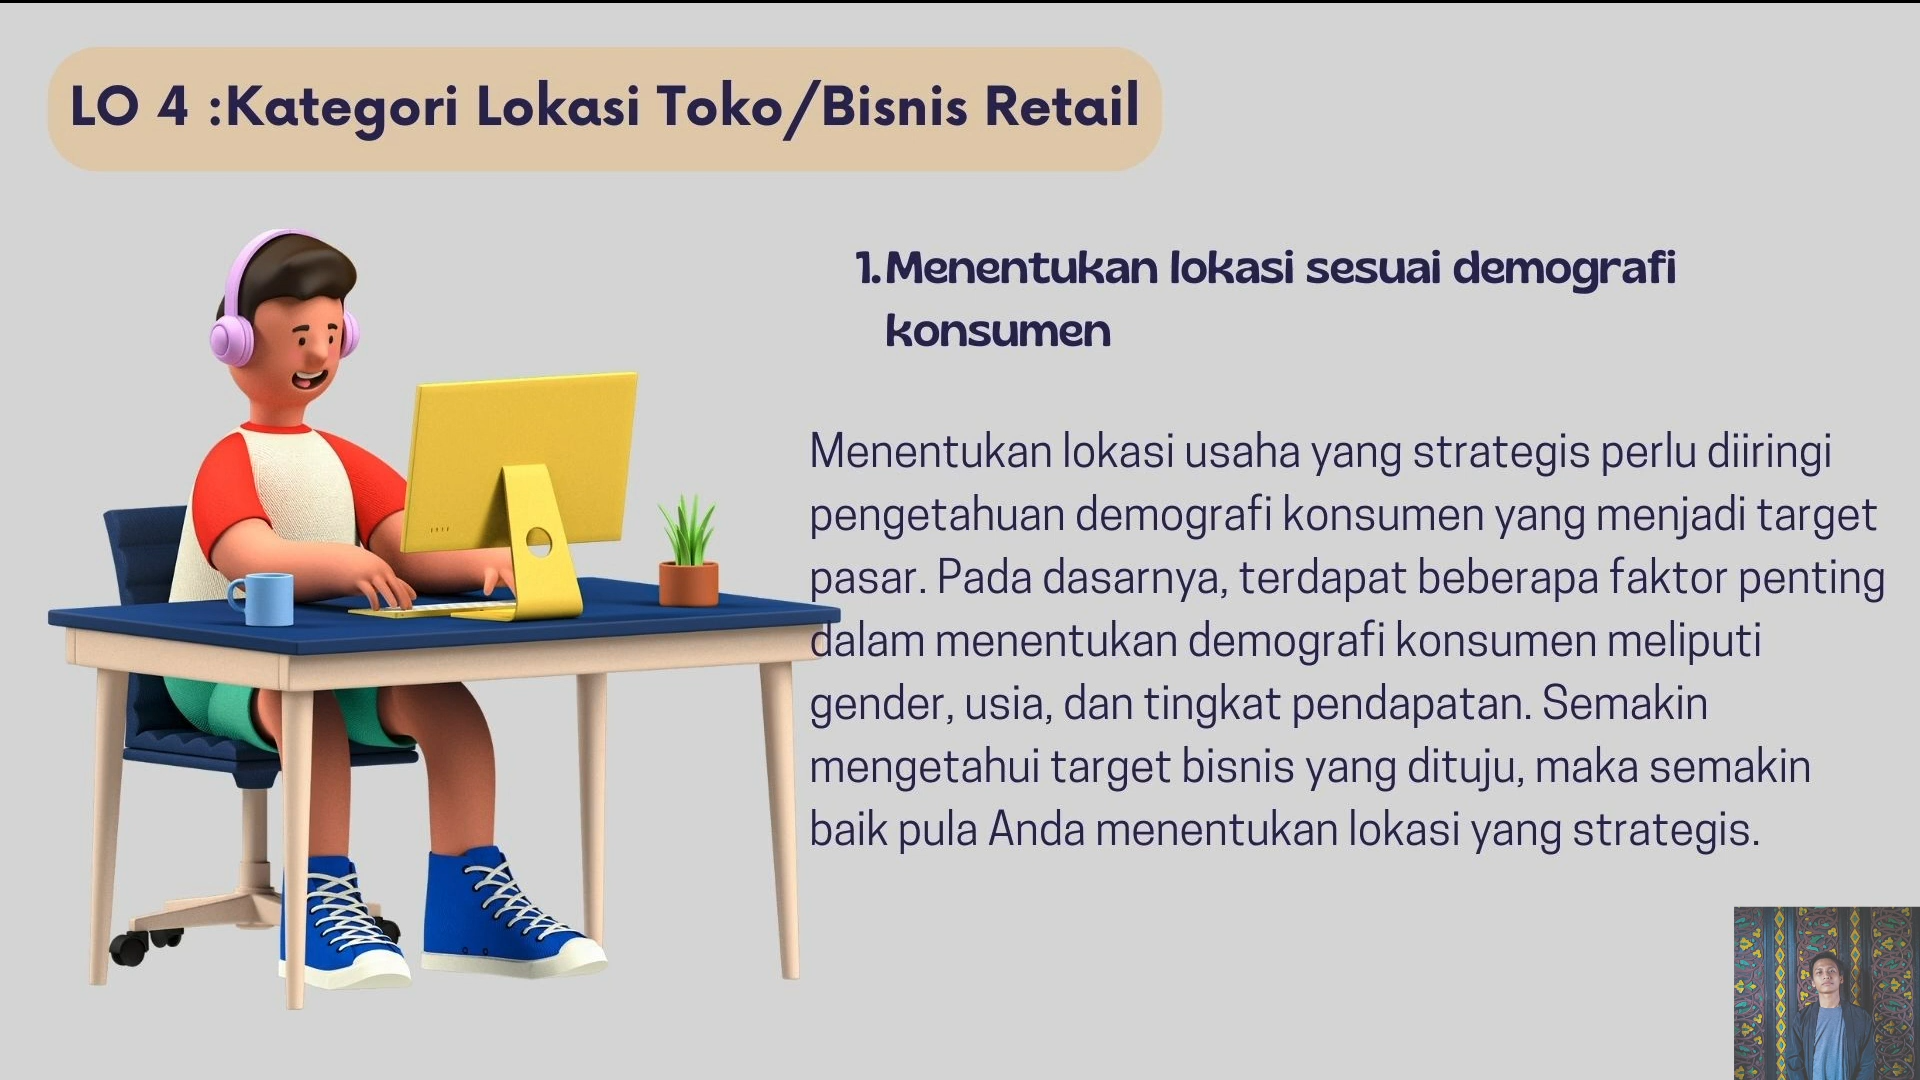 LO 4 :Kategori Lokasi Toko/Bisnis Retail
1.Menentukan lokasi sesuai demografi
konsumen
Menentukan lokasi usaha yang strategis perlu diiringi
pengetahuan demografi konsumen yang menjadi target
pasar. Pada dasarnya, terdapat beberapa faktor penting
dalam menentukan demografi konsumen meliputi
gender, usia, dan tingkat pendapatan. Semakin
mengetahui target bisnis yang dituju, maka semakin
baik pula Anda menentukan lokasi yang strategis.